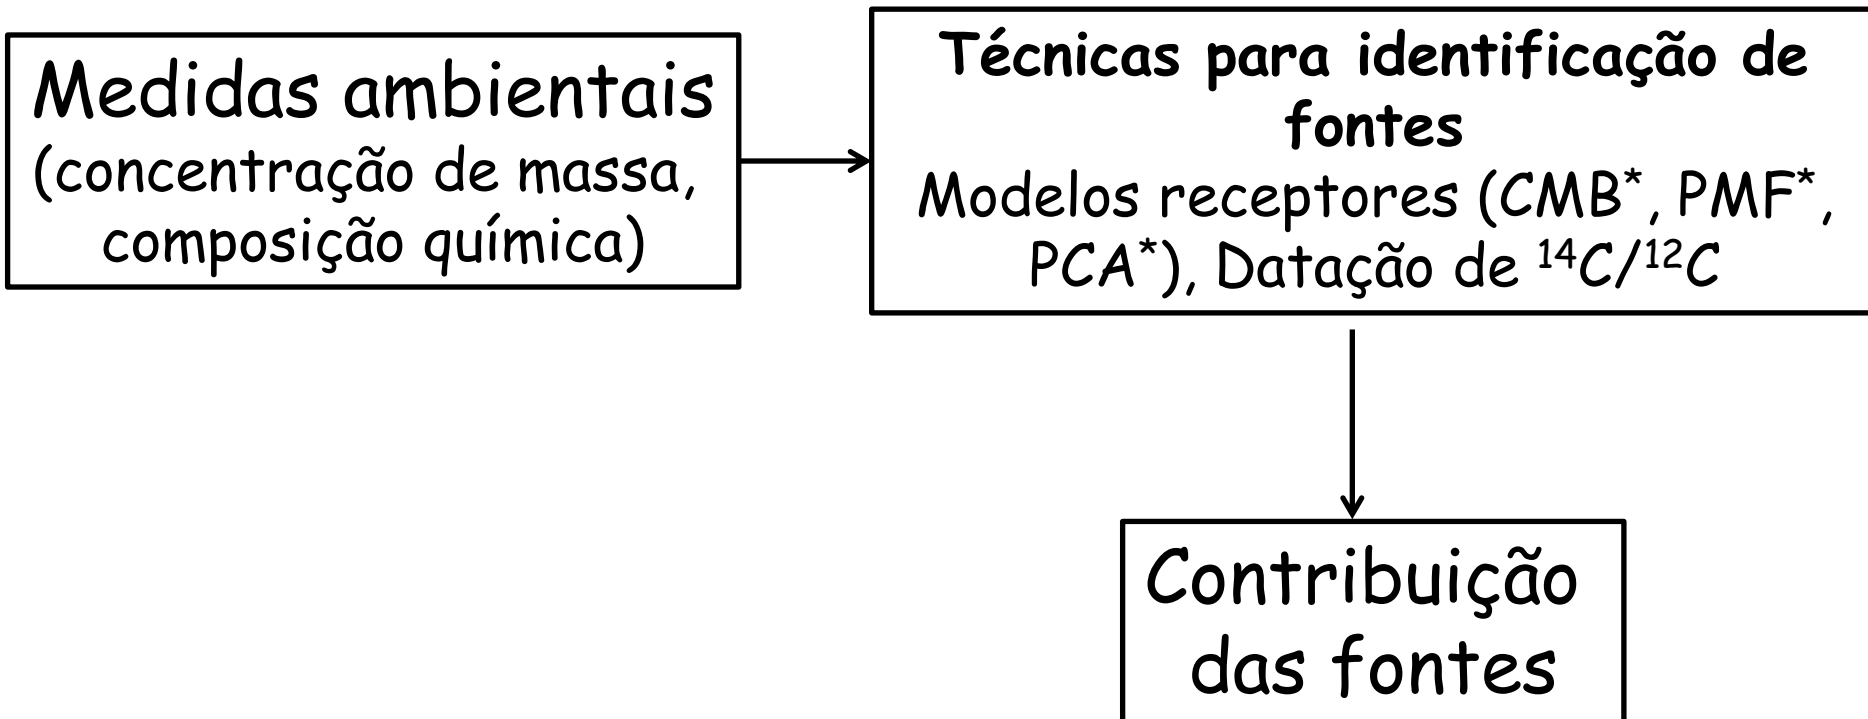 Medidas ambientais
(concentração de massa,
composição química)
Técnicas para identificação de
fontes
Modelos receptores (CMB*, PMF*,
PCA*), Datação de ¹⁴C/¹²C
Contribuição
das fontes